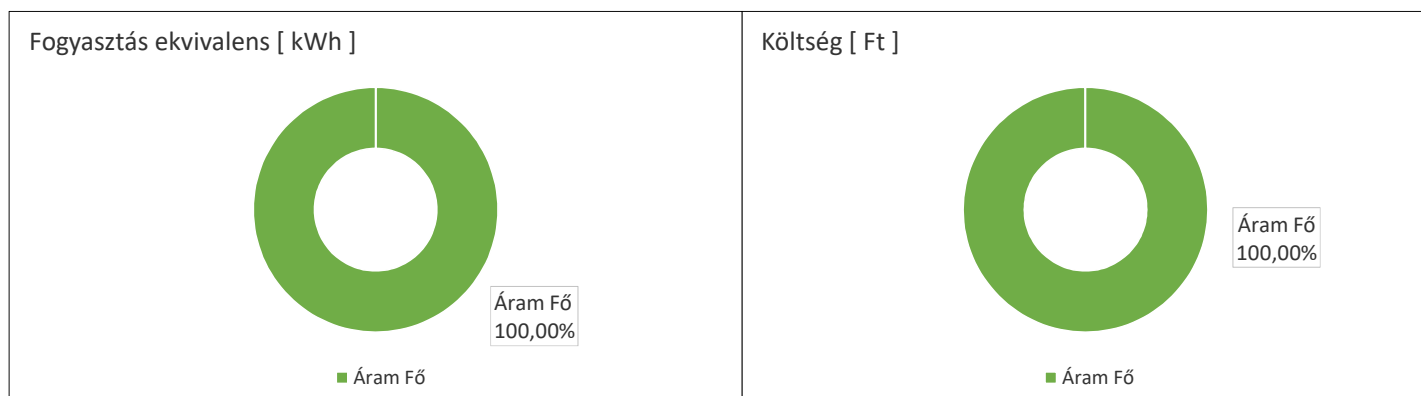 Fogyasztás ekvivalens [ kWh ]
Áram Fő
100,00%
Áram Fő
Költség [ Ft ]
Áram Fő
100,00%
Áram Fő